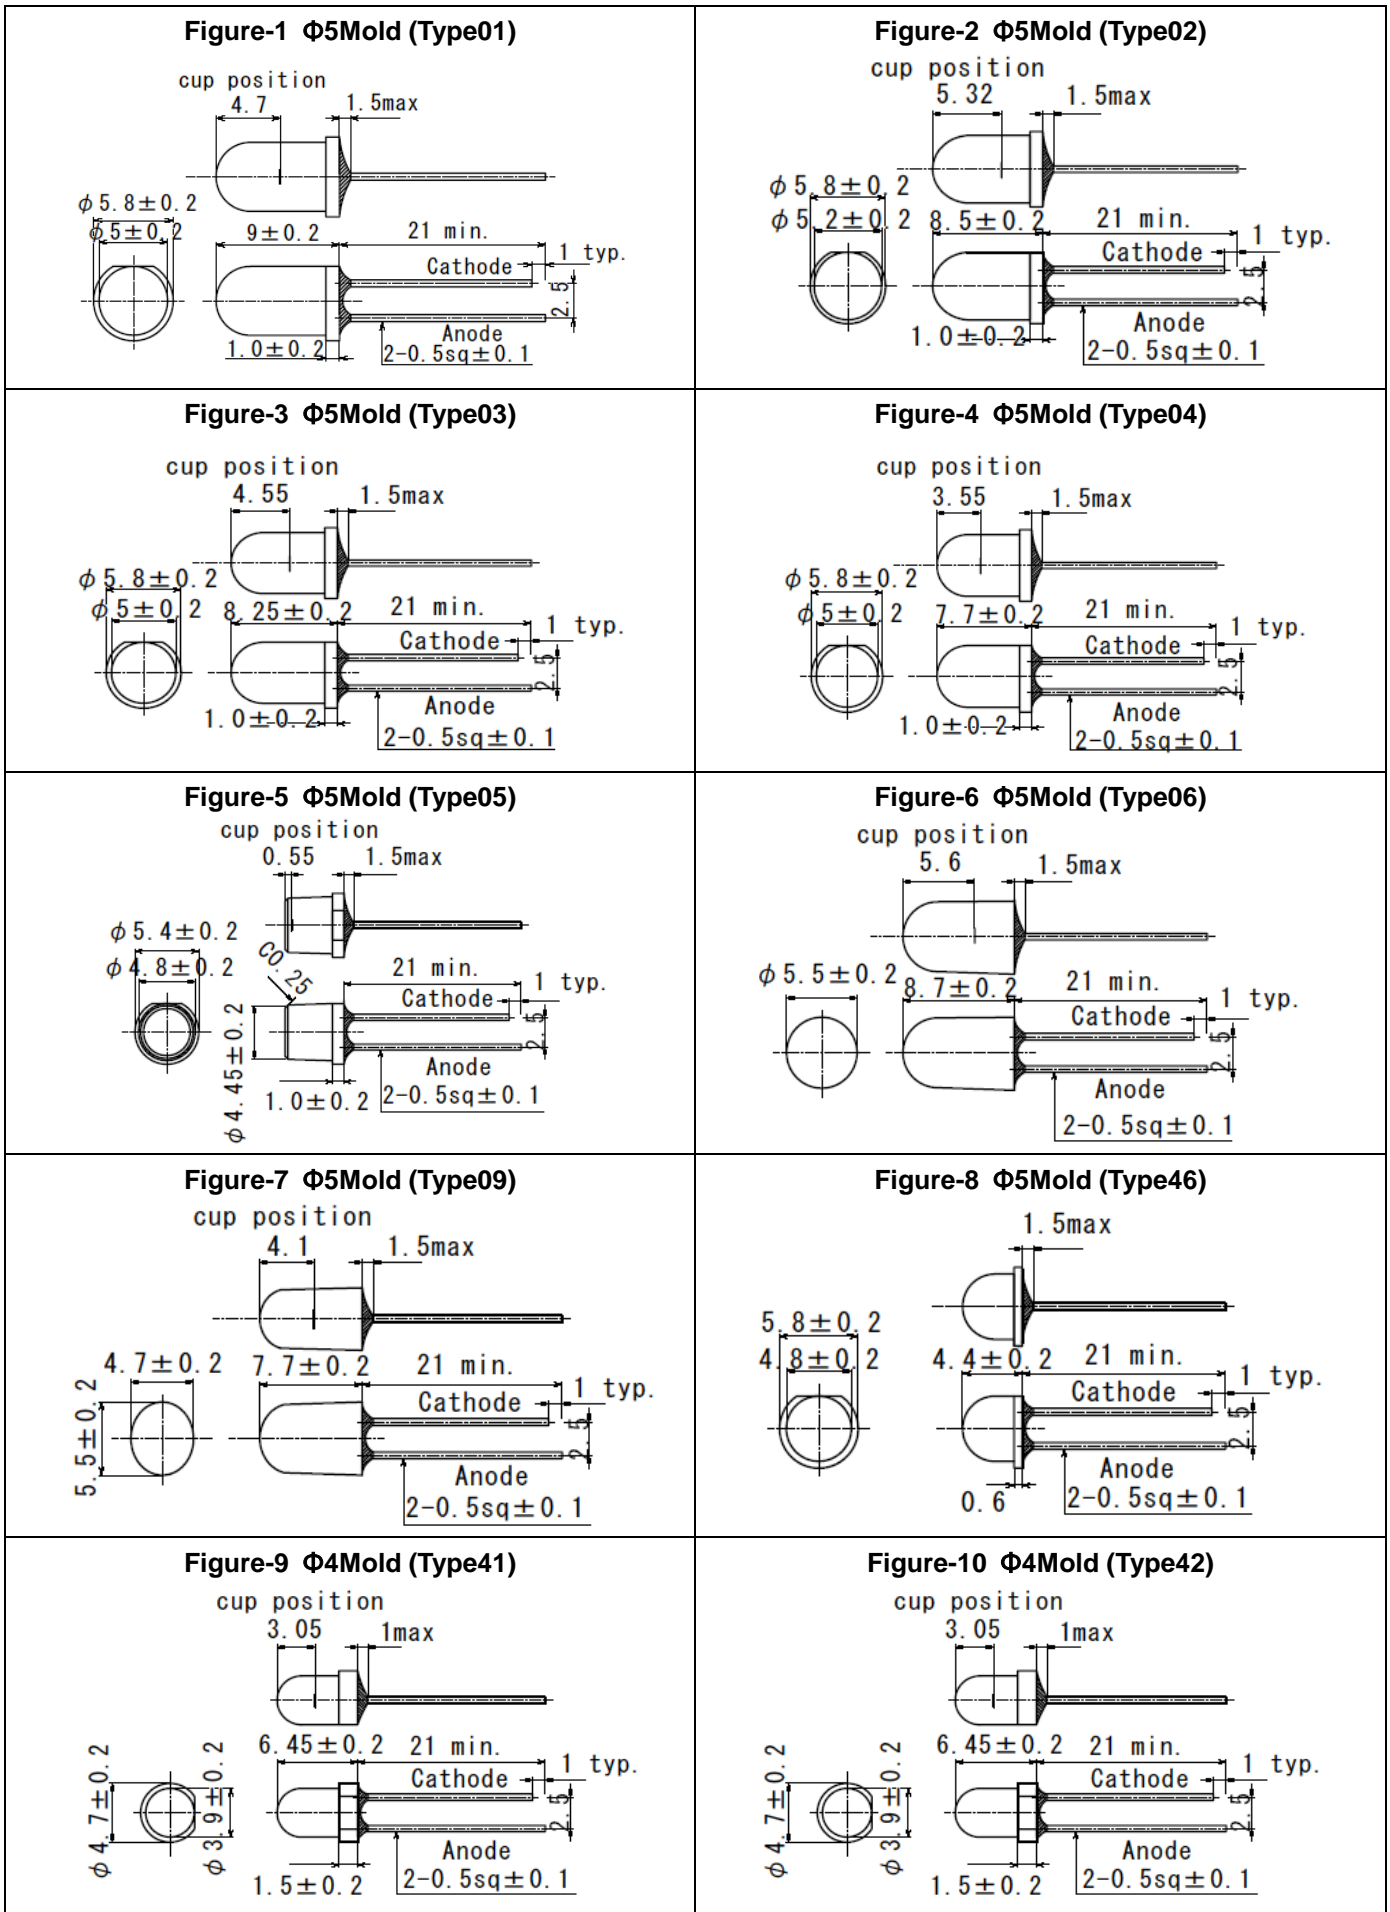 Figure-1 Φ5Mold (Type01)
cup position
4.7
1.5max
φ5.8±0.2
φ5±0.2
9±0.2
21 min.
1 typ.
Cathode
2.5
Anode
1.0±0.2
2-0.5sq±0.1
Figure-2 Φ5Mold (Type02)
cup position
5.32
1.5max
φ5.8±0.2
φ5.2±0.2
8.5±0.2
21 min.
1 typ.
Cathode
2.5
Anode
1.0±0.2
2-0.5sq±0.1
Figure-3 Φ5Mold (Type03)
cup position
4.55
1.5max
φ5.8±0.2
φ5±0.2
8.25±0.2
21 min.
1 typ.
Cathode
2.5
Anode
1.0±0.2
2-0.5sq±0.1
Figure-4 Φ5Mold (Type04)
cup position
3.55
1.5max
φ5.8±0.2
φ5±0.2
7.7±0.2
21 min.
1 typ.
Cathode
2.5
Anode
1.0±0.2
2-0.5sq±0.1
Figure-5 Φ5Mold (Type05)
cup position
0.55
1.5max
φ5.4±0.2
φ4.8±0.2
C0.25
21 min.
1 typ.
Cathode
2.5
φ4.45±0.2
Anode
1.0±0.2
2-0.5sq±0.1
Figure-6 Φ5Mold (Type06)
cup position
5.6
1.5max
φ5.5±0.2
8.7±0.2
21 min.
1 typ.
Cathode
2.5
Anode
2-0.5sq±0.1
Figure-7 Φ5Mold (Type09)
cup position
4.1
1.5max
4.7±0.2
7.7±0.2
21 min.
1 typ.
Cathode
5.5±0.2
2.5
Anode
2-0.5sq±0.1
Figure-8 Φ5Mold (Type46)
1.5max
5.8±0.2
4.8±0.2
4.4±0.2
21 min.
1 typ.
Cathode
2.5
Anode
0.6
2-0.5sq±0.1
Figure-9 Φ4Mold (Type41)
cup position
3.05
1max
6.45±0.2
21 min.
1 typ.
Cathode
φ4.7±0.2
φ3.9±0.2
2.5
Anode
1.5±0.2
2-0.5sq±0.1
Figure-10 Φ4Mold (Type42)
cup position
3.05
1max
6.45±0.2
21 min.
1 typ.
Cathode
φ4.7±0.2
φ3.9±0.2
2.5
Anode
1.5±0.2
2-0.5sq±0.1